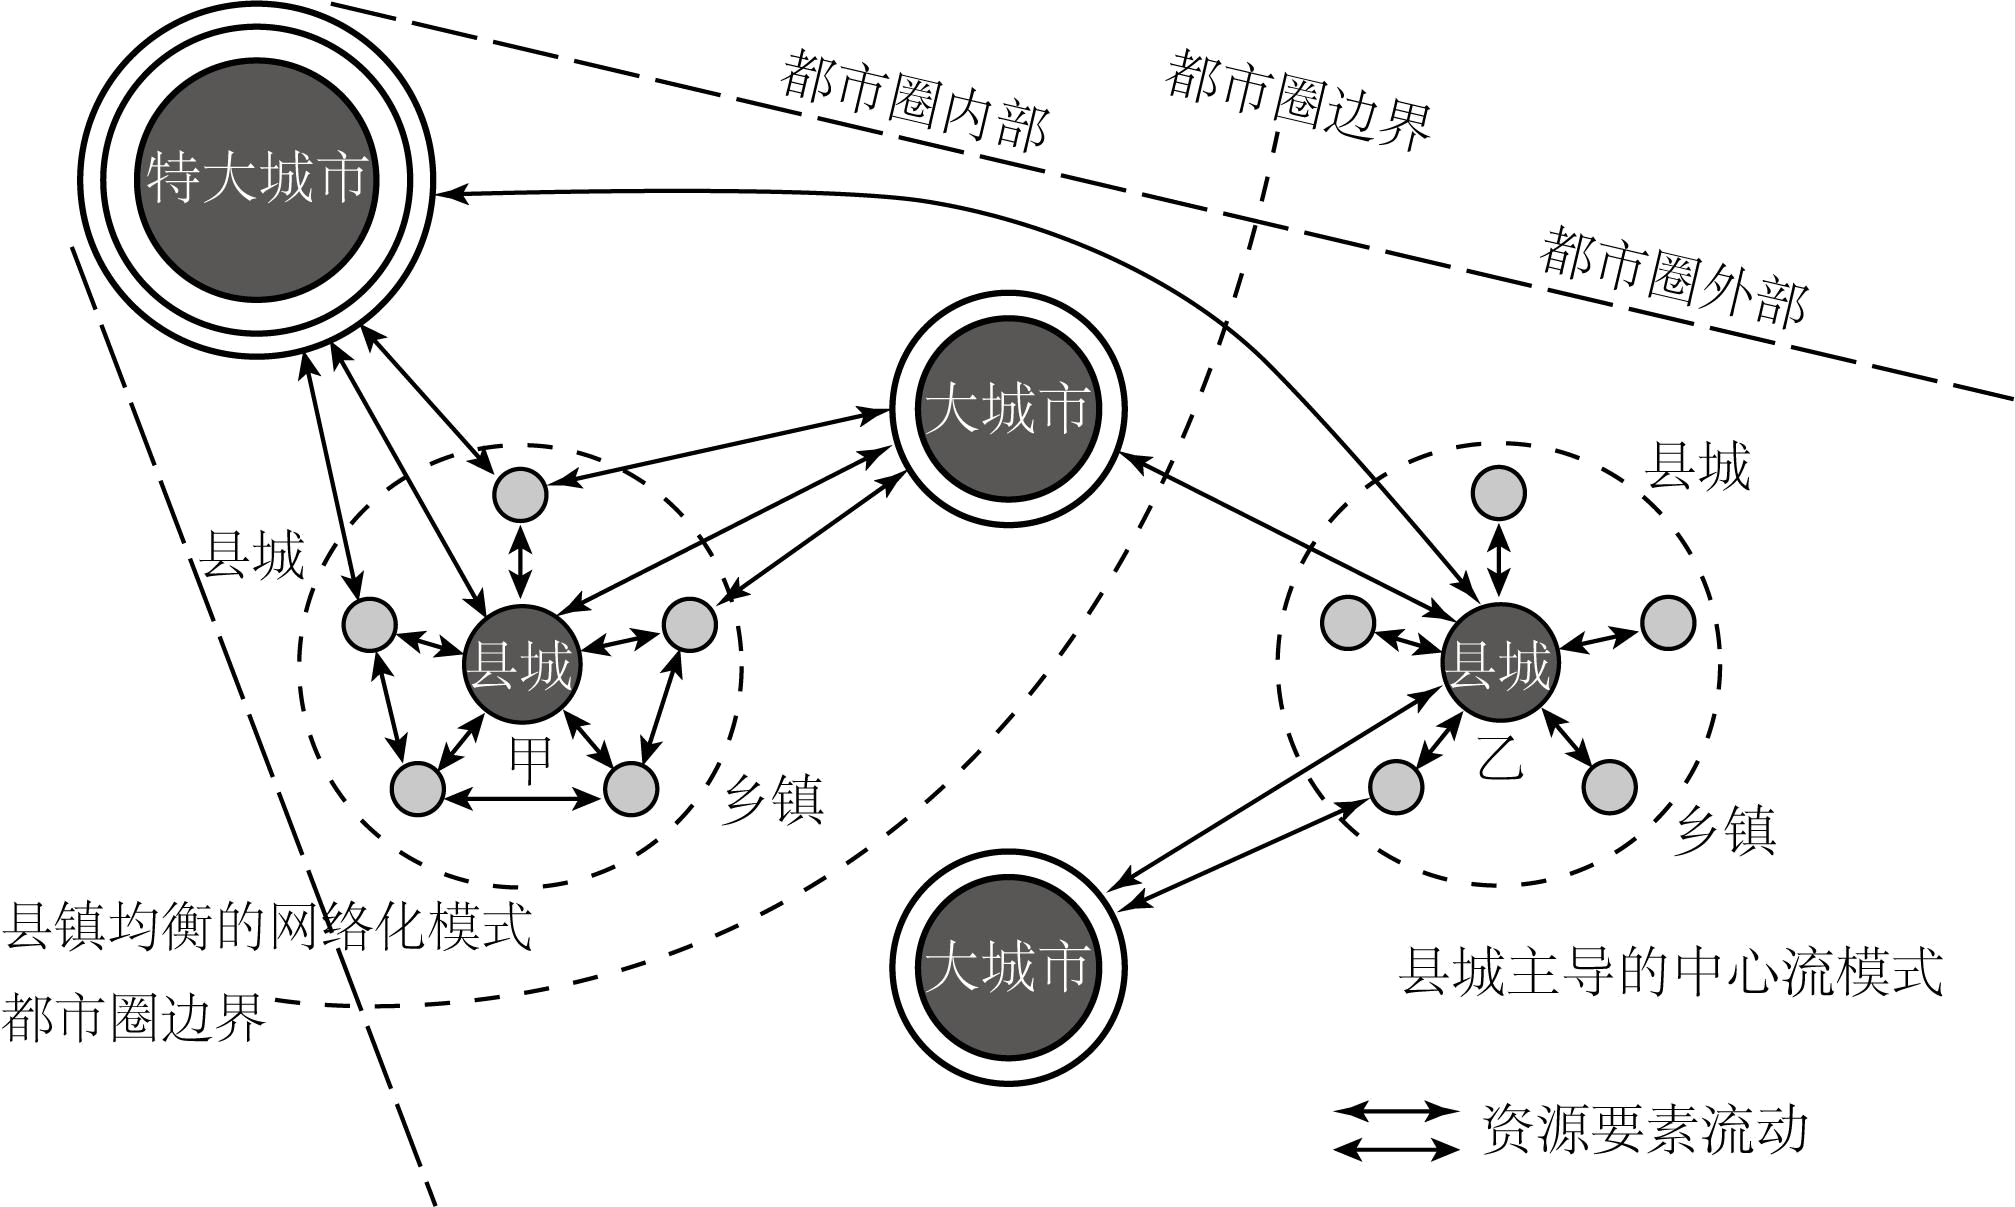 都市圈内部
都市圈边界
特大城市
都市圈外部
大城市
县城
县城
县城
县城
甲
乙
乡镇
乡镇
县镇均衡的网络化模式
大城市
县城主导的中心流模式
都市圈边界
资源要素流动